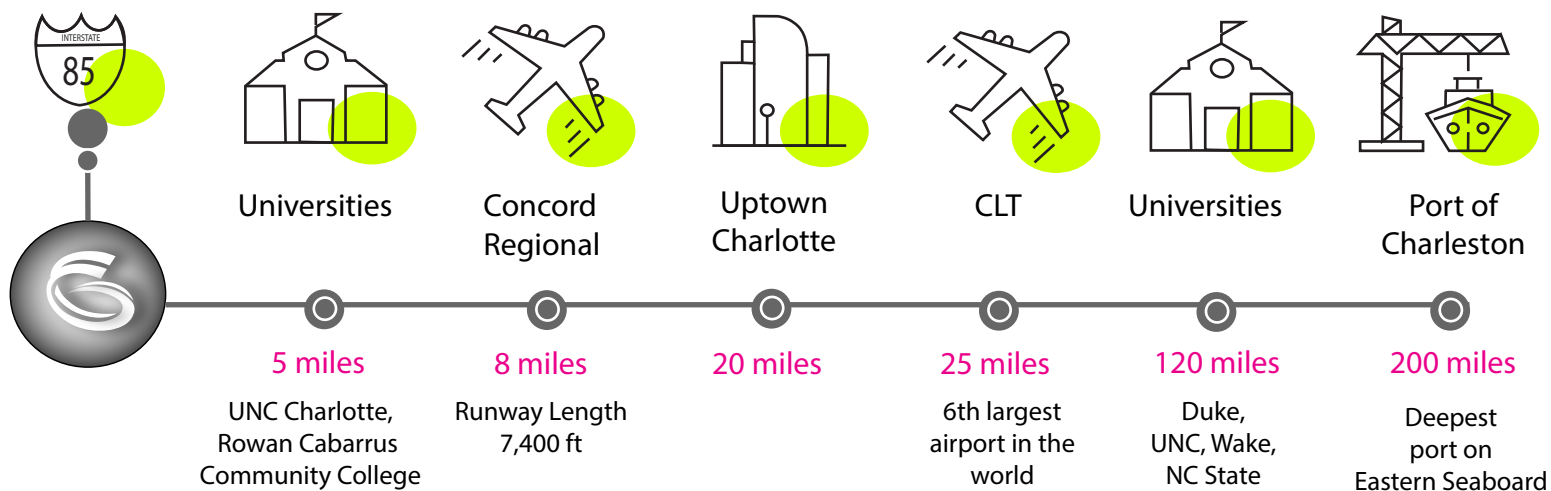 INTERSTATE
85
Universities
5 miles
UNC Charlotte,
Rowan Cabarrus
Community College
Concord
Regional
8 miles
Runway Length
7,400 ft
Uptown
Charlotte
20 miles
CLT
25 miles
6th largest
airport in the
world
Universities
120 miles
Duke,
UNC, Wake,
NC State
Port of
Charleston
200 miles
Deepest
port on
Eastern Seaboard